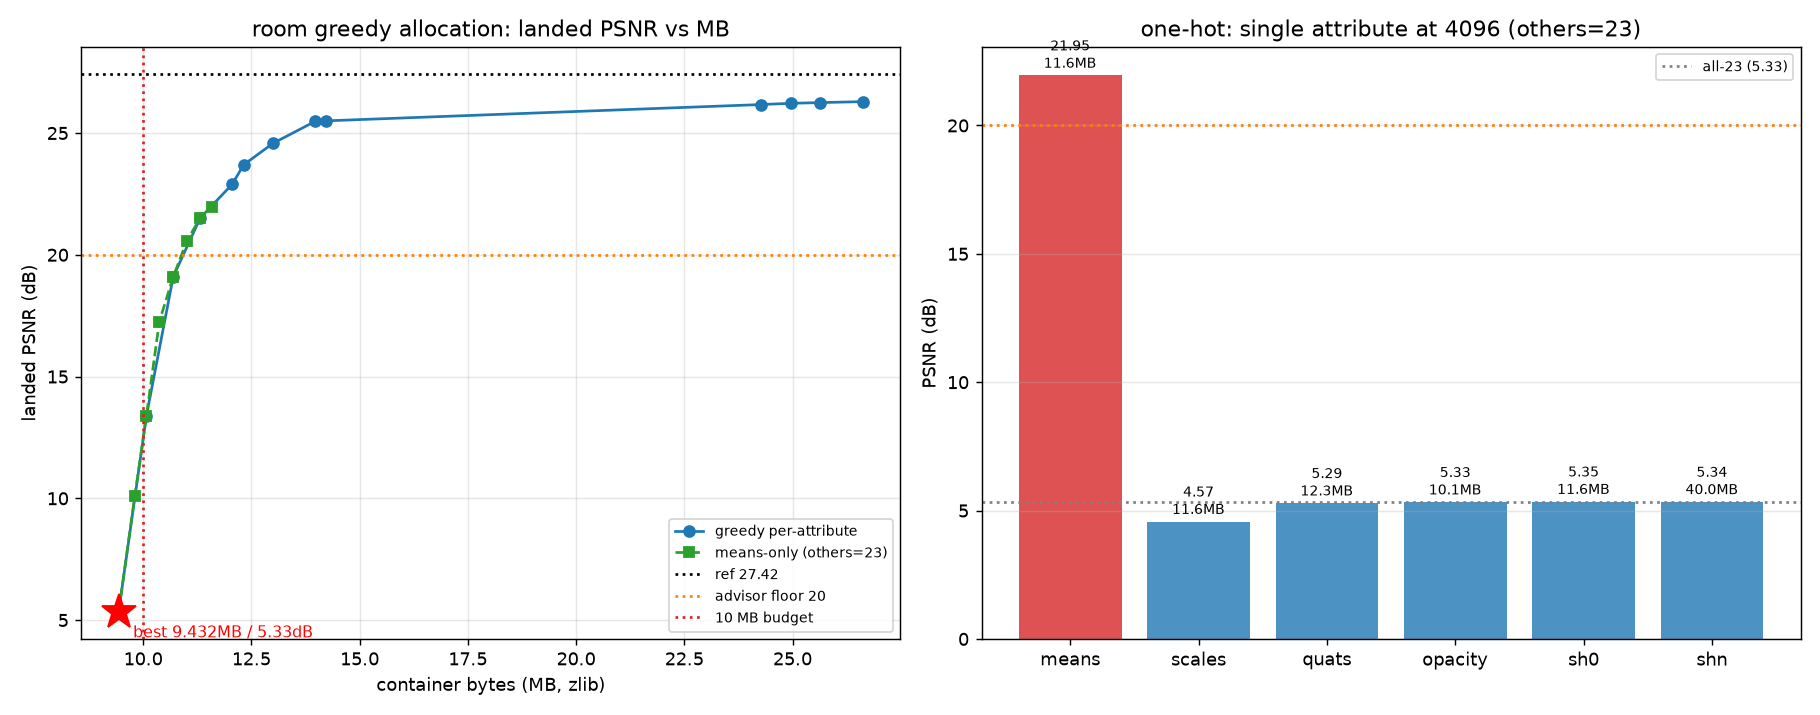 room greedy allocation: landed PSNR vs MB
landed PSNR (dB)
25
20
15
10
5
10.0
12.5
15.0
17.5
20.0
22.5
25.0
container bytes (MB, zlib)
best 9.432MB / 5.33dB
greedy per-attribute
means-only (others=23)
ref 27.42
advisor floor 20
10 MB budget
one-hot: single attribute at 4096 (others=23)
PSNR (dB)
20
15
10
5
0
all-23 (5.33)
21.95
11.6MB
4.57
11.6MB
5.29
12.3MB
5.33
10.1MB
5.35
11.6MB
5.34
40.0MB
means
scales
quats
opacity
sh0
shn